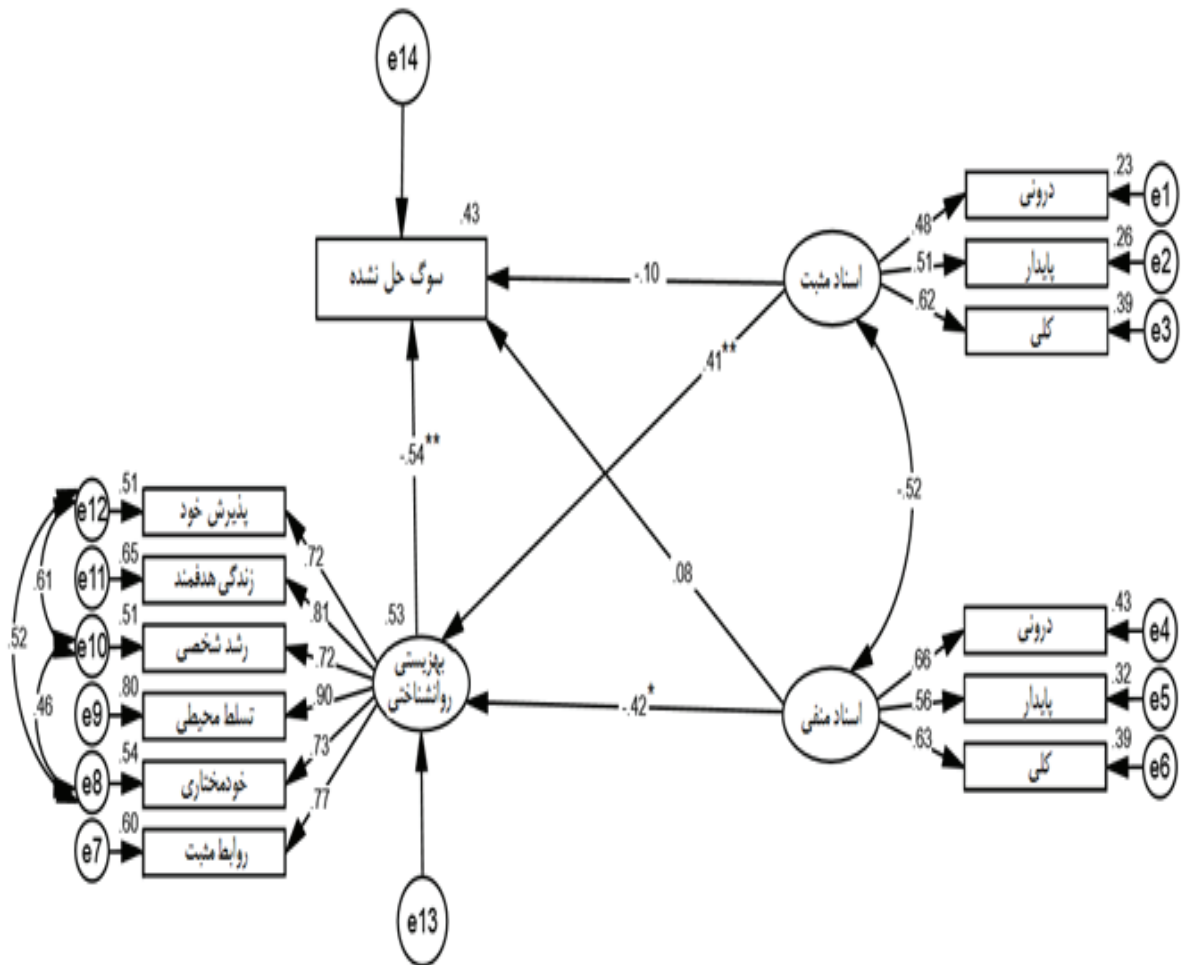 e14
.43
سوگ حل نشده
-.10
اسناد مثبت
.48
درونی
.23
e1
.51
پایدار
.26
e2
.62
کلی
.39
e3
.41**
-.54**
.08
-.52
.51
e12
پذیرش خود
.72
.65
e11
زندگی هدفمند
.81
.61
.51
e10
رشد شخصی
.72
.52
.80
e9
تسلط محیطی
.90
.46
.54
e8
خودمختاری
.73
.60
e7
روابط مثبت
.77
.53
بهزیستی
روانشناختی
-.42*
اسناد منفی
.66
درونی
.43
e4
.56
پایدار
.32
e5
.63
کلی
.39
e6
e13